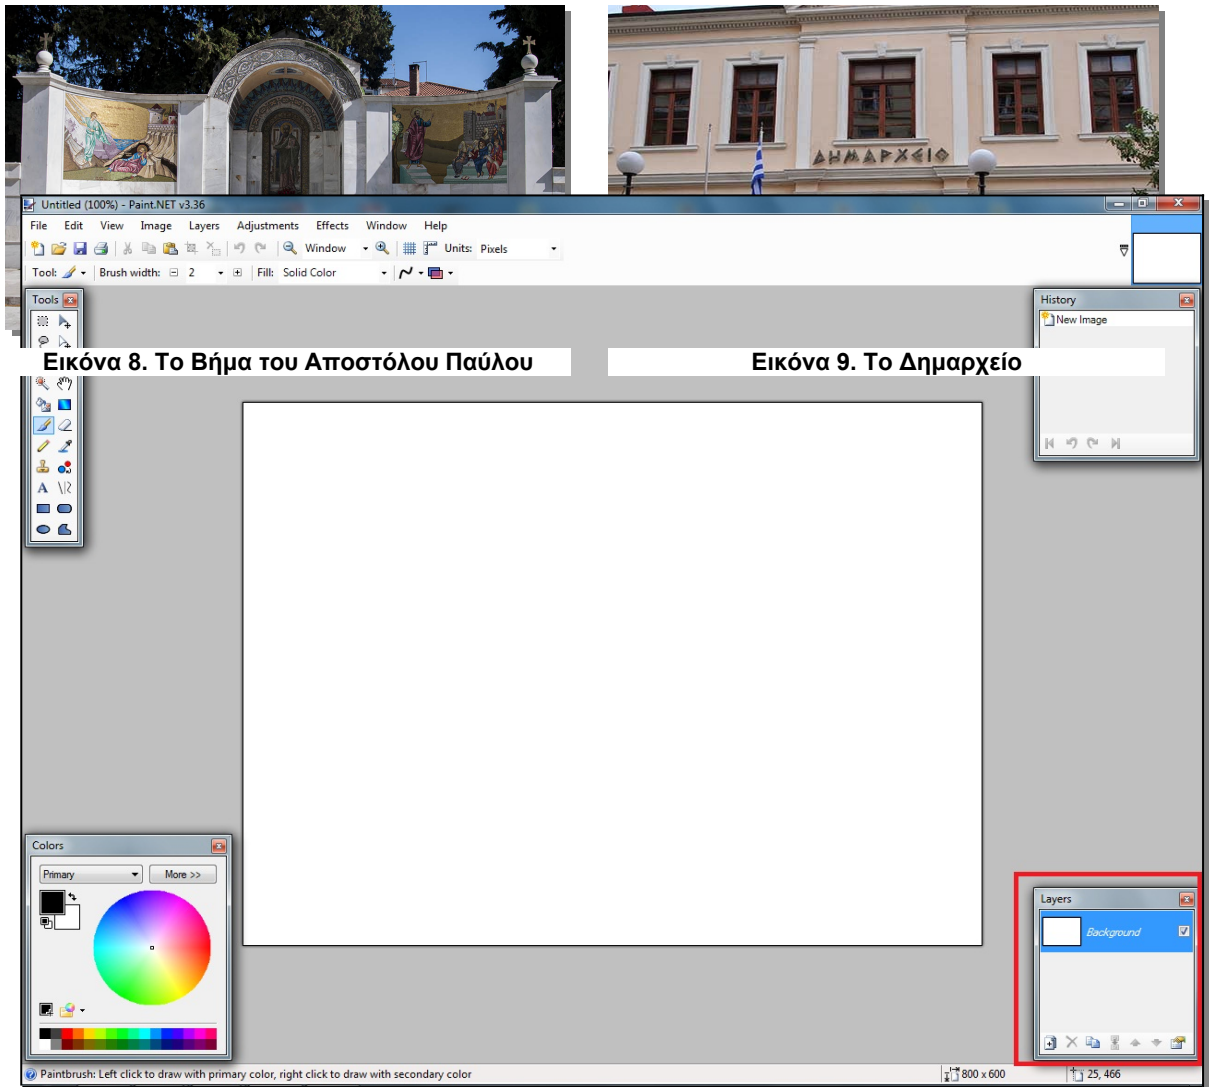 ΔΗΜΑΡΧΕΙΟ
Untitled (100%) - Paint.NET v3.36
File Edit View Image Layers Adjustments Effects Window Help
Window Units: Pixels
Tool: Brush width: 2 Fill: Solid Color
Tools
History
New Image
Εικόνα 8. Το Βήμα του Αποστόλου Παύλου
Εικόνα 9. Το Δημαρχείο
Colors
Primary More >>
Layers
Background
Paintbrush: Left click to draw with primary color, right click to draw with secondary color
800 x 600
25, 466